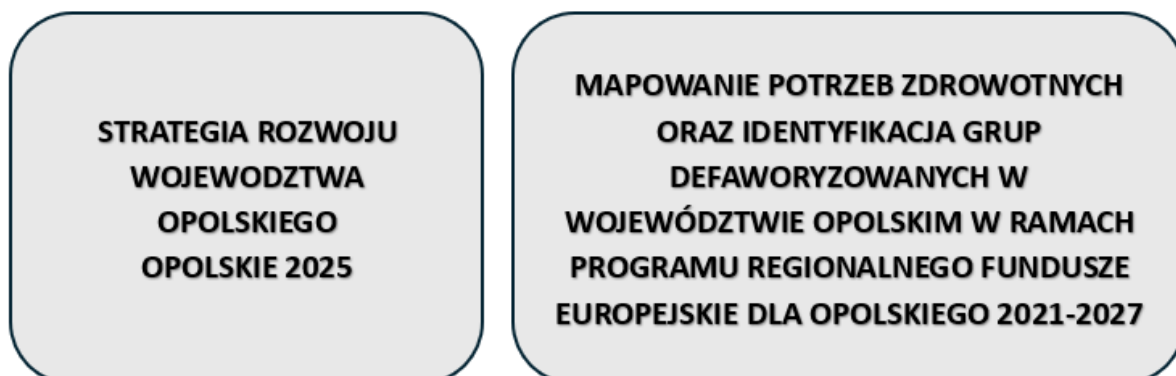 STRATEGIA ROZWOJU
WOJEWODZTWA
OPOLSKIEGO
OPOLSKIE 2025
MAPOWANIE POTRZEB ZDROWOTNYCH
ORAZ IDENTYFIKACJA GRUP
DEFAWORYZOWANYCH W
WOJEWÓDZTWIE OPOLSKIM W RAMACH
PROGRAMU REGIONALNEGO FUNDUSZE
EUROPEJSKIE DLA OPOLSKIEGO 2021-2027